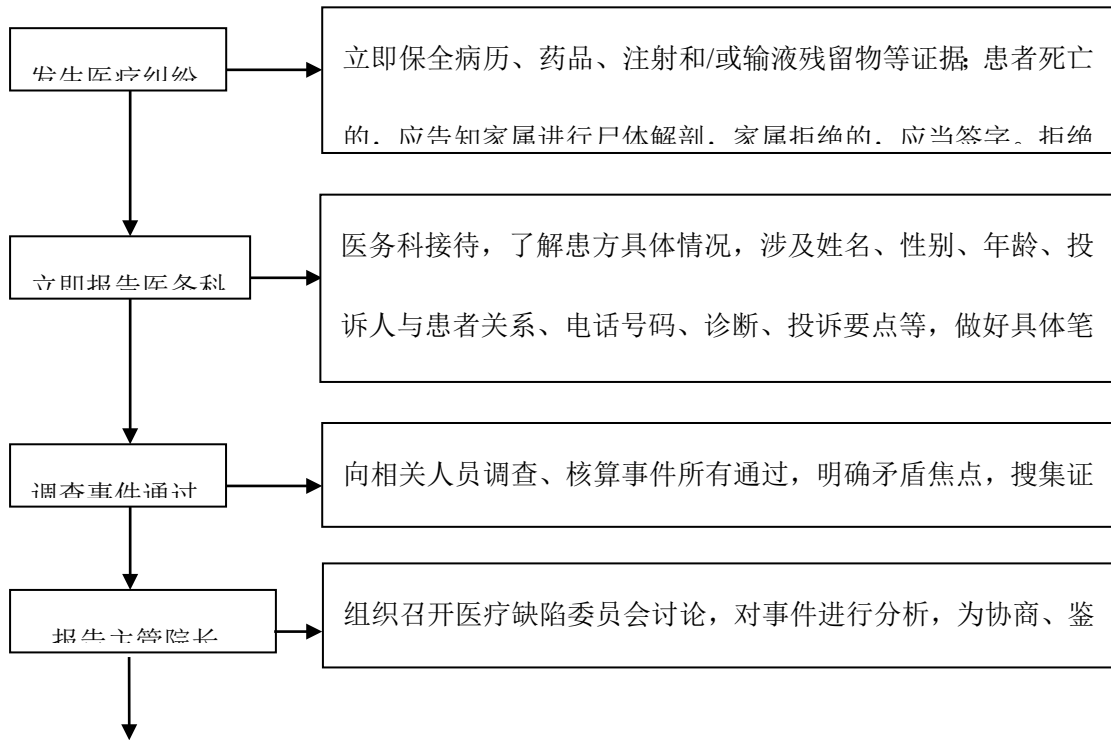 发生医疗纠纷
立即保全病历、药品、注射和/或输液残留物等证据；患者死亡
的，应告知家属进行尸体解剖，家属拒绝的，应当签字。拒绝
立即报告医务科
医务科接待，了解患方具体情况，涉及姓名、性别、年龄、投
诉人与患者关系、电话号码、诊断、投诉要点等，做好具体笔
调查事件通过
向相关人员调查、核算事件所有通过，明确矛盾焦点，搜集证
报告主管院长
组织召开医疗缺陷委员会讨论，对事件进行分析，为协商、鉴